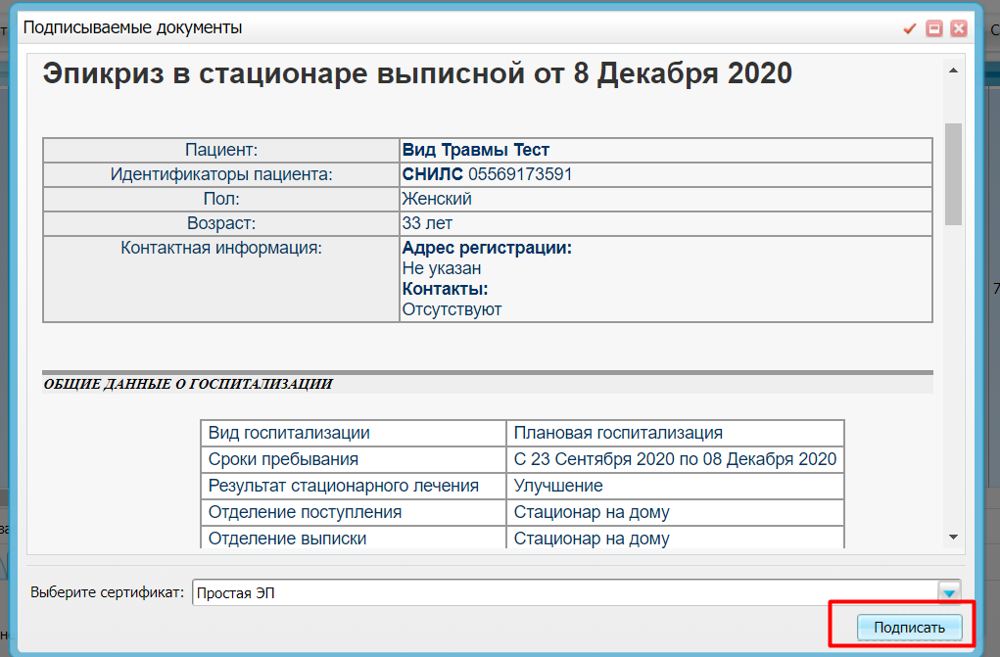 Подписываемые документы
Эпикриз в стационаре выписной от 8 Декабря 2020
Пациент: Вид Травмы Тест
Идентификаторы пациента: СНИЛС 05569173591
Пол: Женский
Возраст: 33 лет
Контактная информация: Адрес регистрации:
Не указан
Контакты:
Отсутствуют
ОБЩИЕ ДАННЫЕ О ГОСПИТАЛИЗАЦИИ
Вид госпитализации Плановая госпитализация
Сроки пребывания С 23 Сентября 2020 по 08 Декабря 2020
Результат стационарного лечения Улучшение
Отделение поступления Стационар на дому
Отделение выписки Стационар на дому
Выберите сертификат: Простая ЭП
Подписать